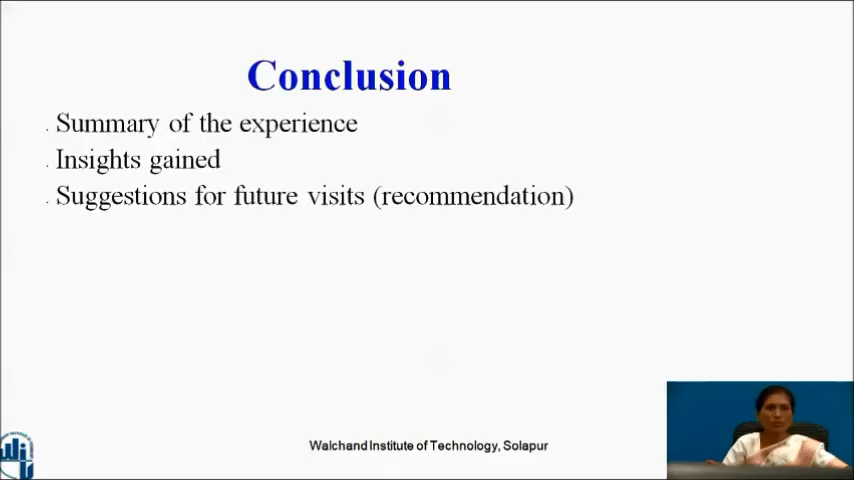 Conclusion
. Summary of the experience
. Insights gained
. Suggestions for future visits (recommendation)
Walchand Institute of Technology, Solapur